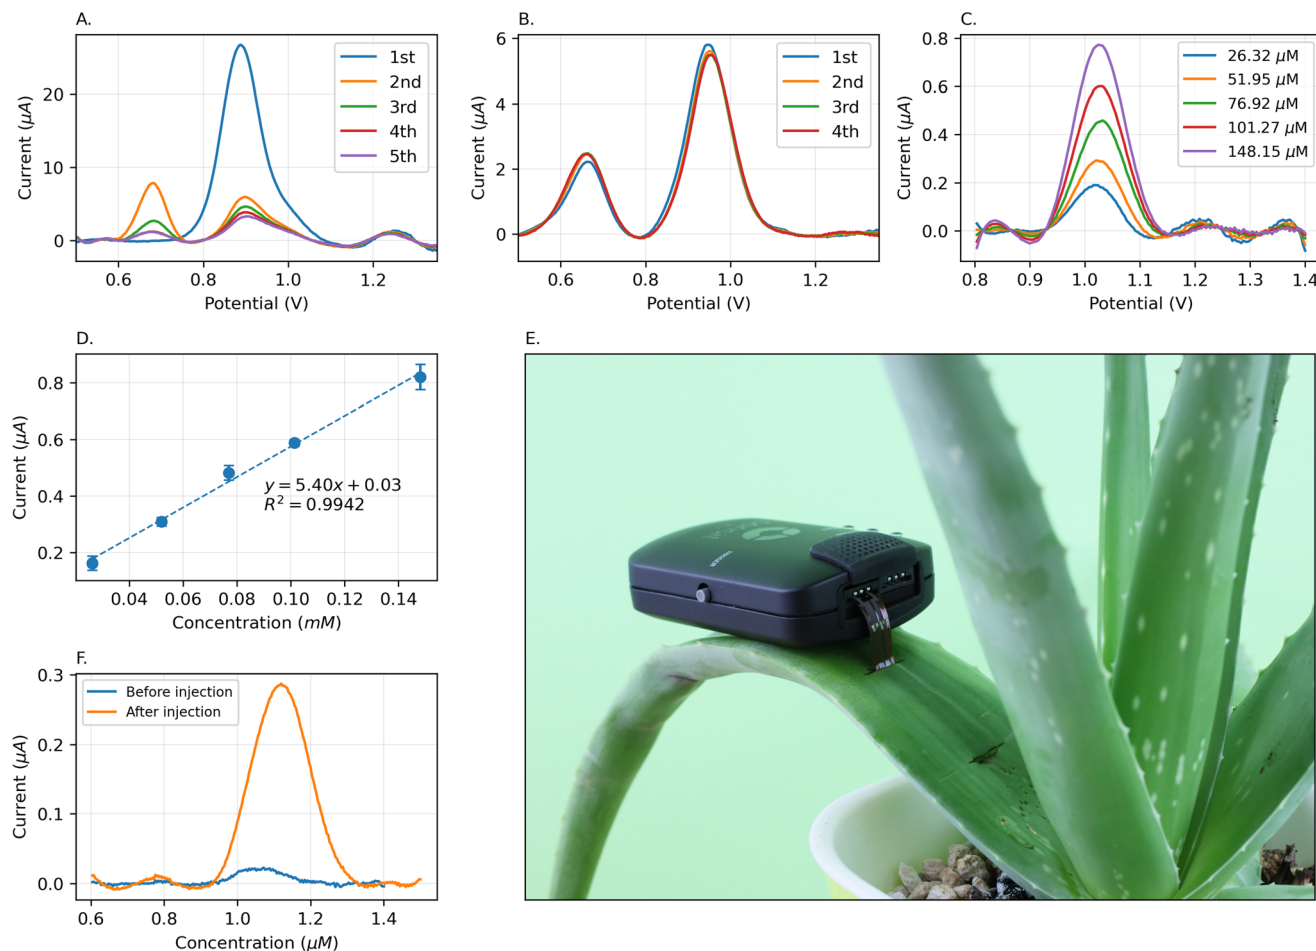 A.
Current (μA)
20
10
0
0.6 0.8 1.0 1.2
Potential (V)
1st
2nd
3rd
4th
5th
B.
Current (μA)
6
4
2
0
0.6 0.8 1.0 1.2
Potential (V)
1st
2nd
3rd
4th
C.
Current (μA)
0.8
0.6
0.4
0.2
0.0
0.8 0.9 1.0 1.1 1.2 1.3 1.4
Potential (V)
26.32 μM
51.95 μM
76.92 μM
101.27 μM
148.15 μM
D.
Current (μA)
0.8
0.6
0.4
0.2
y = 5.40x + 0.03
R² = 0.9942
0.04 0.06 0.08 0.10 0.12 0.14
Concentration (mM)
E.
F.
Current (μA)
0.3
0.2
0.1
0.0
Before injection
After injection
0.6 0.8 1.0 1.2 1.4
Concentration (μM)